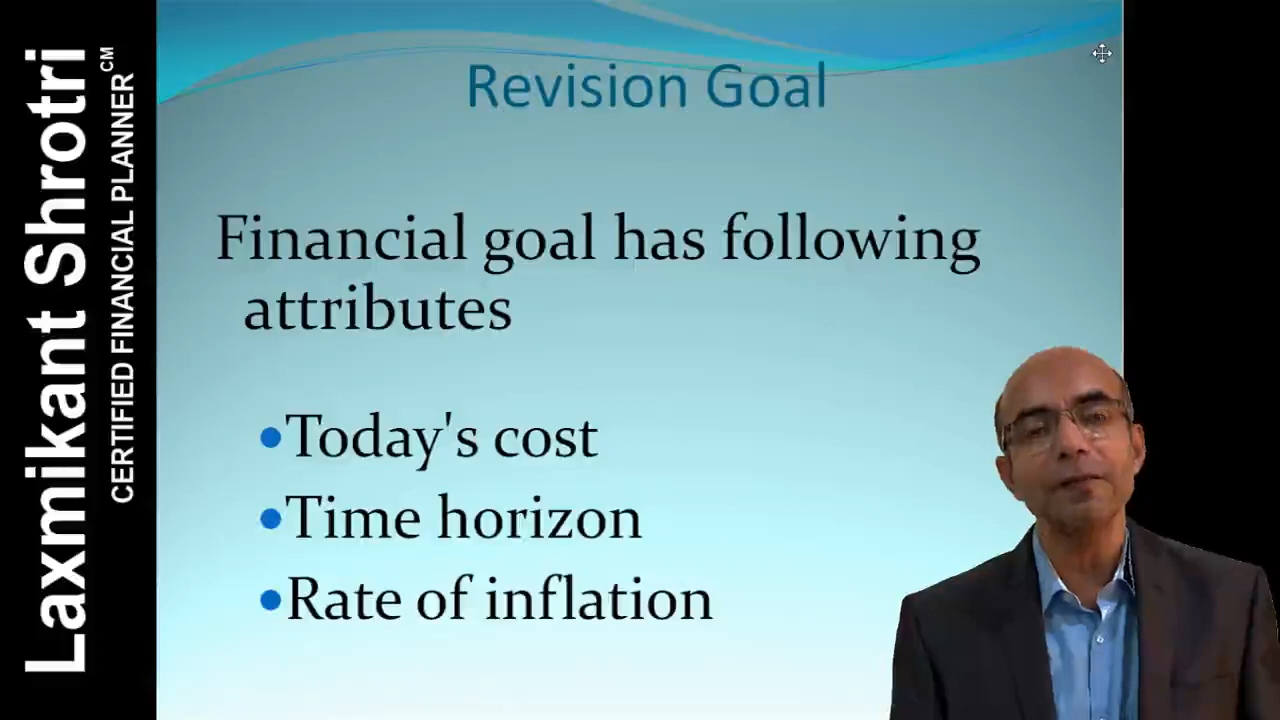 Laxmikant Shrotri
CERTIFIED FINANCIAL PLANNER CM
Revision Goal
Financial goal has following
attributes
•Today's cost
•Time horizon
•Rate of inflation